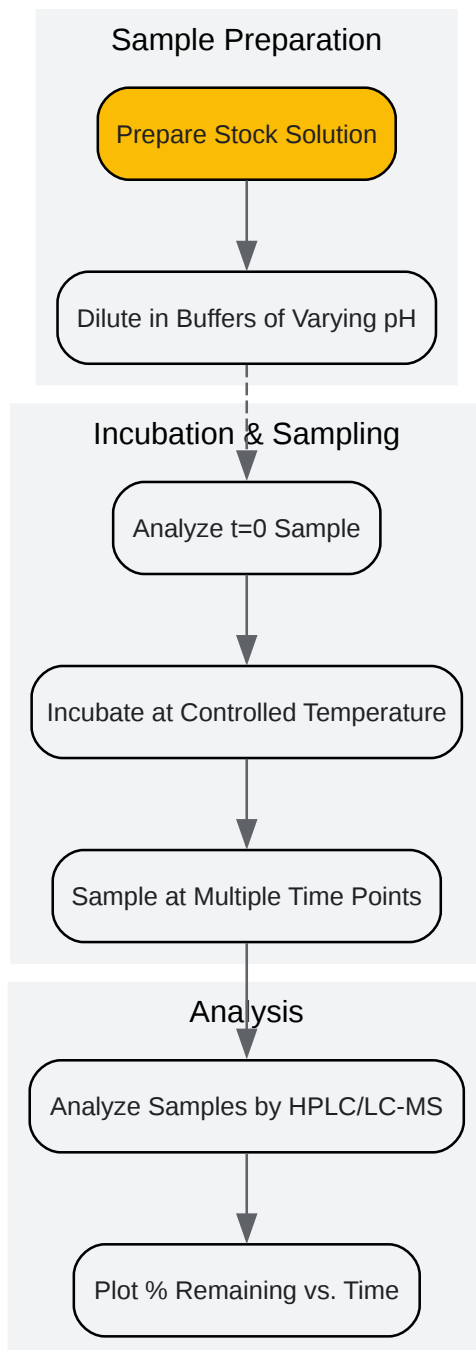 Sample Preparation
Prepare Stock Solution
Dilute in Buffers of Varying pH
Incubation & Sampling
Analyze t=0 Sample
Incubate at Controlled Temperature
Sample at Multiple Time Points
Analysis
Analyze Samples by HPLC/LC-MS
Plot % Remaining vs. Time